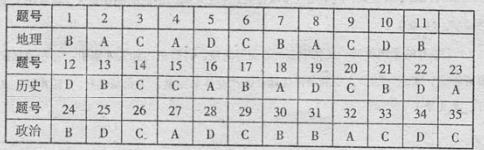 题号 1 2 3 4 5 6 7 8 9 10 11
地理 B A C A D C B A C D B
题号 12 13 14 15 16 17 18 19 20 21 22 23
历史 D B C C A B A D C B D A
题号 24 25 26 27 28 29 30 31 32 33 34 35
政治 B D C A D C B B A C D C